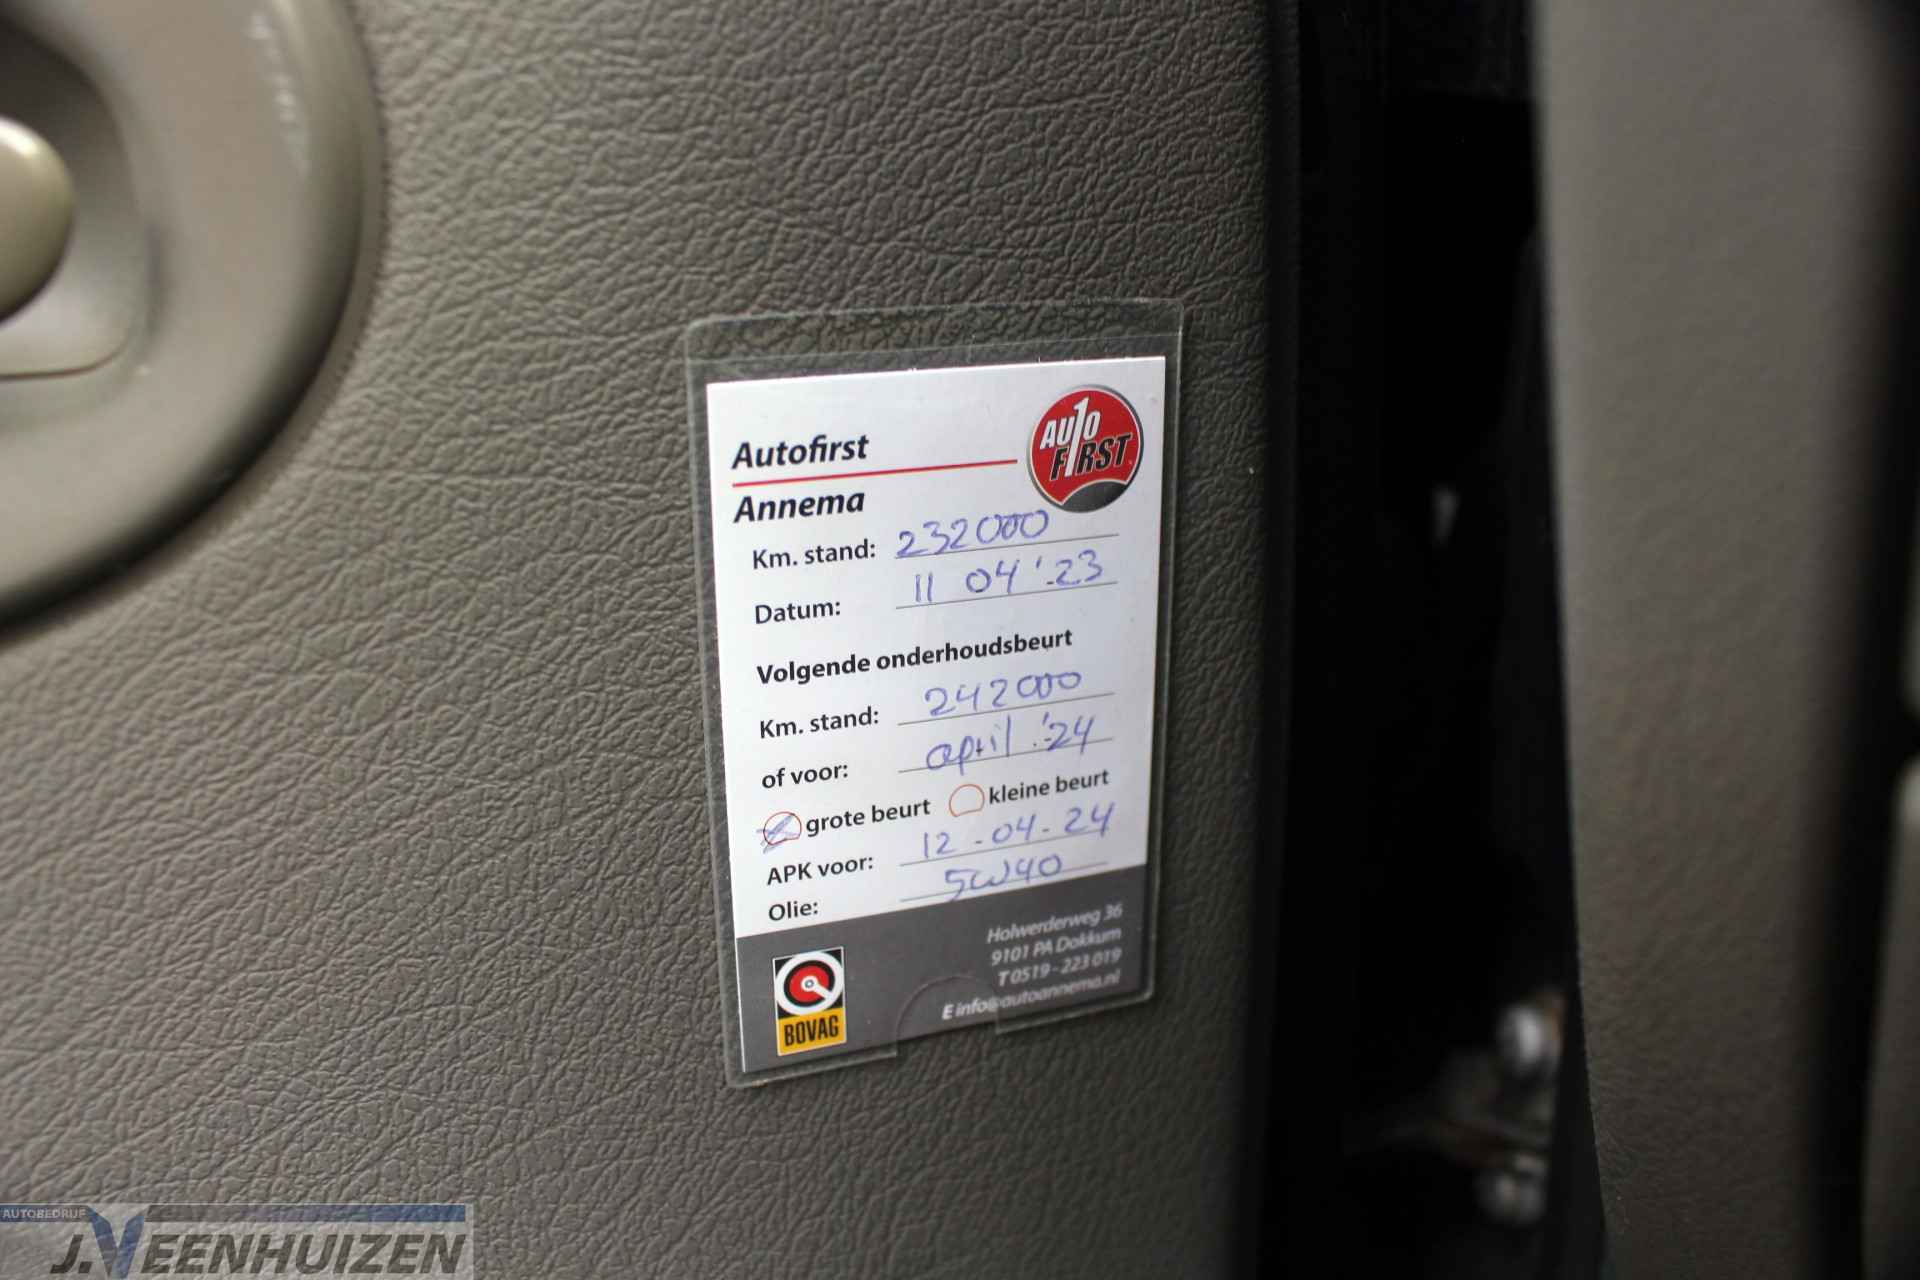 Autofirst
AUTO
F1RST
Annema
Km. stand: 232000
Datum: 11 04 '-23
Volgende onderhoudsbeurt
Km. stand: 242000
of voor: april '-24
grote beurt kleine beurt
APK voor: 12-04-24
Olie: 5W40
Holwerderweg 36
9101 PA Dokkum
T 0519 - 223 019
E info@autoannema.nl
BOVAG
AUTOBEDRIJF
J.VEENHUIZEN